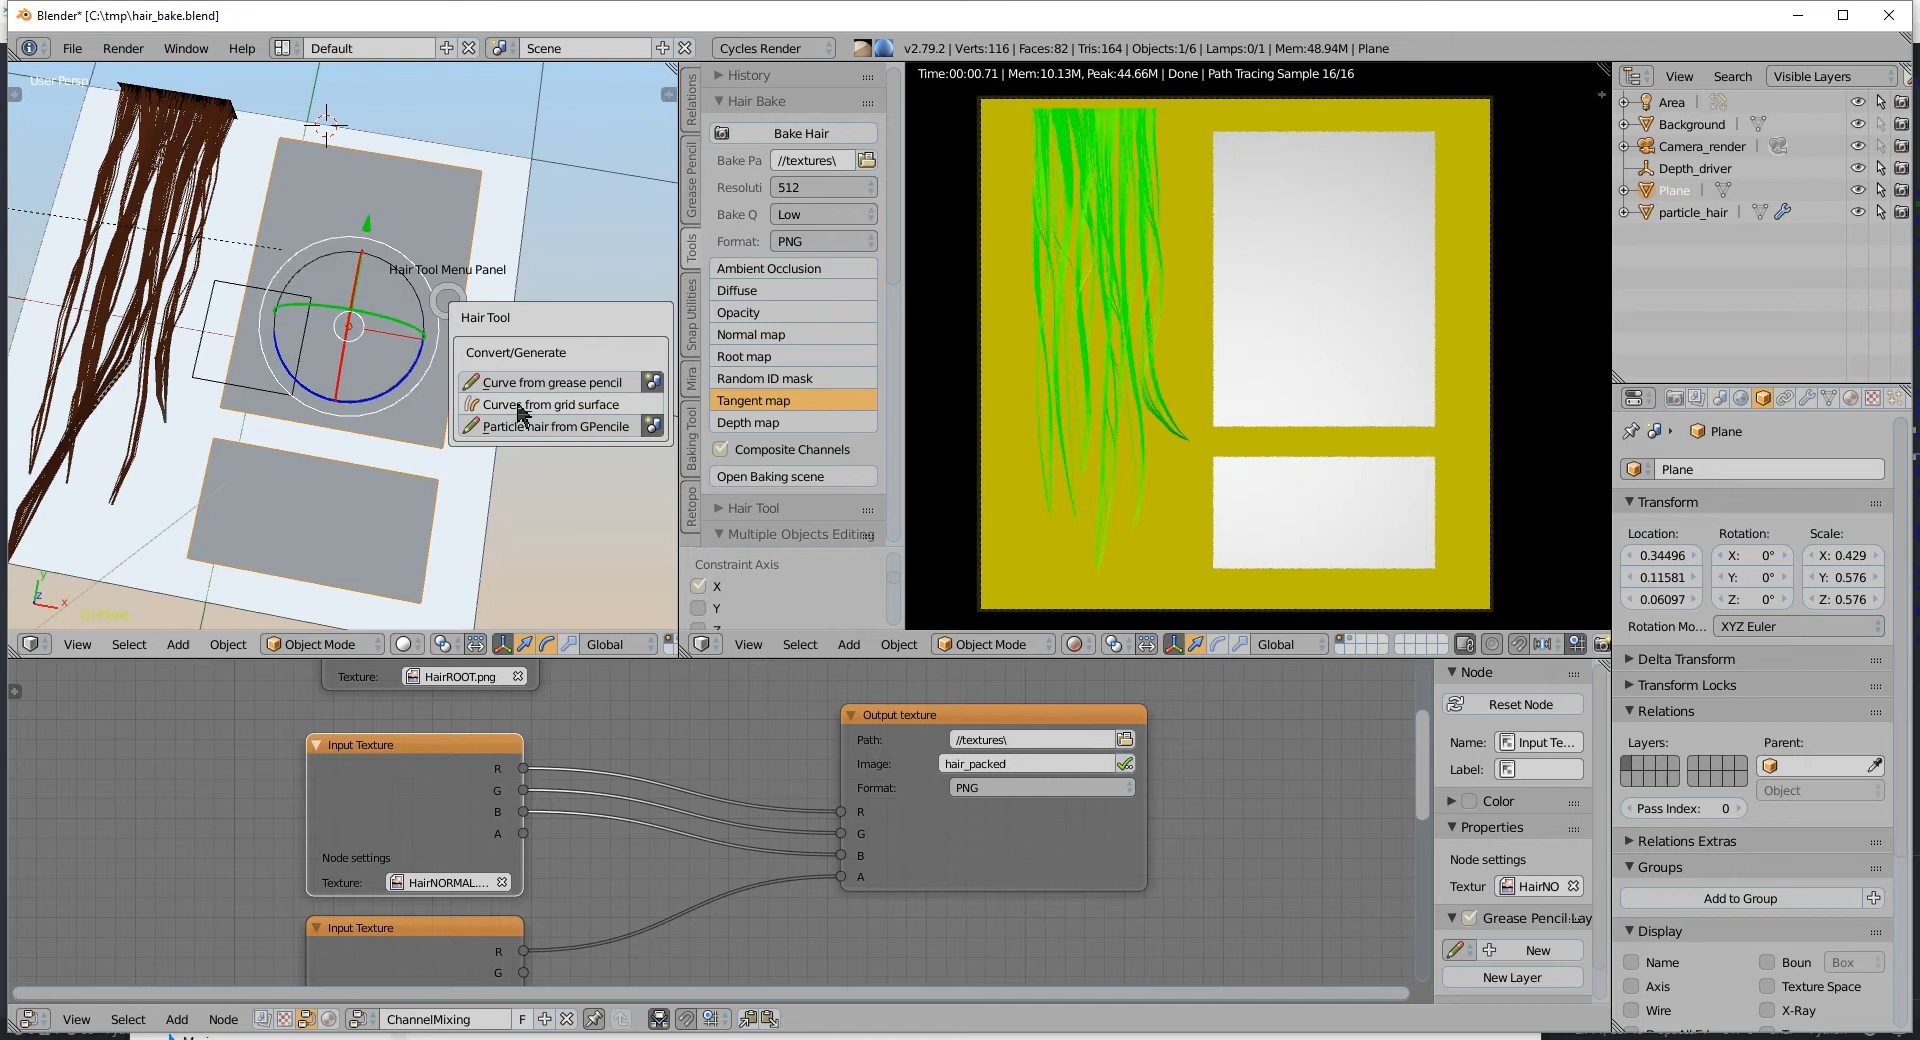 Blender* [C:\tmp\hair_bake.blend]
File Render Window Help Default Scene Cycles Render v2.79.2 | Verts:116 | Faces:82 | Tris:164 | Objects:1/6 | Lamps:0/1 | Mem:48.94M | Plane
User Persp
Hair Tool Menu Panel
Hair Tool
Convert/Generate
Curve from grease pencil
Curves from grid surface
Particle hair from GPencile
y
z
x
(1) Plane
View Select Add Object Object Mode Global
Relations
Grease Pencil
Tools
Snap Utilities
Mira
Baking Tool
Retopo
History
Hair Bake
Bake Hair
Bake Pa //textures\
Resoluti 512
Bake Q Low
Format: PNG
Ambient Occlusion
Diffuse
Opacity
Normal map
Root map
Random ID mask
Tangent map
Depth map
Composite Channels
Open Baking scene
Hair Tool
Multiple Objects Editing
Constraint Axis
X
Y
Time:00:00.71 | Mem:10.13M, Peak:44.66M | Done | Path Tracing Sample 16/16
View Select Add Object Object Mode Global
View Search Visible Layers
Area
Background
Camera_render
Depth_driver
Plane
particle_hair
Plane
Plane
Transform
Location: Rotation: Scale:
0.34496 X: 0° X: 0.429
0.11581 Y: 0° Y: 0.576
0.06097 Z: 0° Z: 0.576
Rotation Mo... XYZ Euler
Delta Transform
Transform Locks
Relations
Layers: Parent:
Object
Pass Index: 0
Relations Extras
Groups
Add to Group
Display
Name Boun Box
Axis Texture Space
Wire X-Ray
Texture: HairROOT.png
Input Texture
R
G
B
A
Node settings
Texture: HairNORMAL....
Input Texture
R
G
Output texture
Path: //textures\
Image: hair_packed
Format: PNG
R
G
B
A
Node
Reset Node
Name: Input Te...
Label:
Color
Properties
Node settings
Textur HairNO
Grease Pencil Lay
New
New Layer
View Select Add Node ChannelMixing F